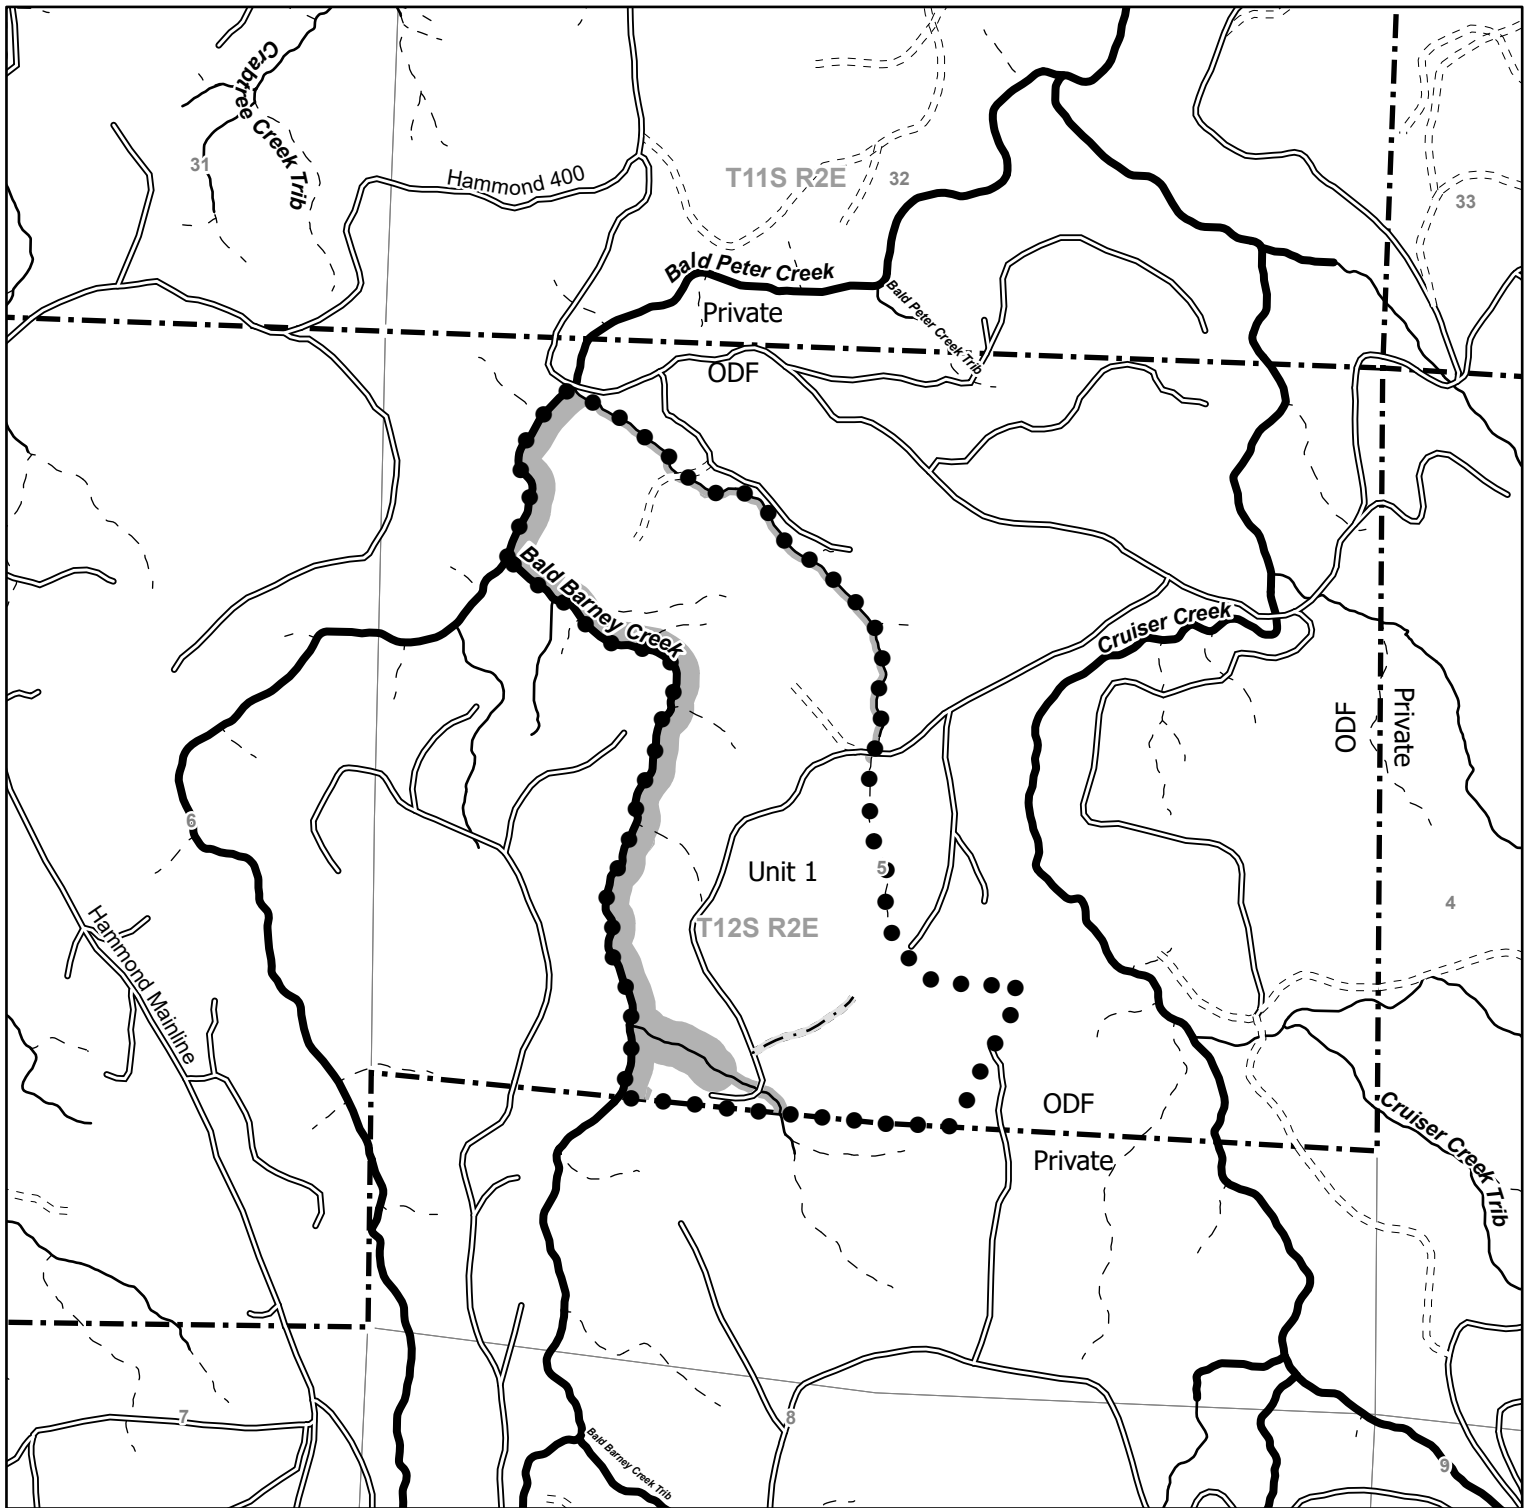 Crabtree Creek Trib
31
Hammond 400
T11S R2E
32
33
Bald Peter Creek
Private
Bald Peter Creek Trib
ODF
Bald Barney Creek
Cruiser Creek
ODF
Private
6
Unit 1
5
T12S R2E
4
Hammond Mainline
ODF
Private
Cruiser Creek Trib
7
8
Bald Barney Creek Trib
9